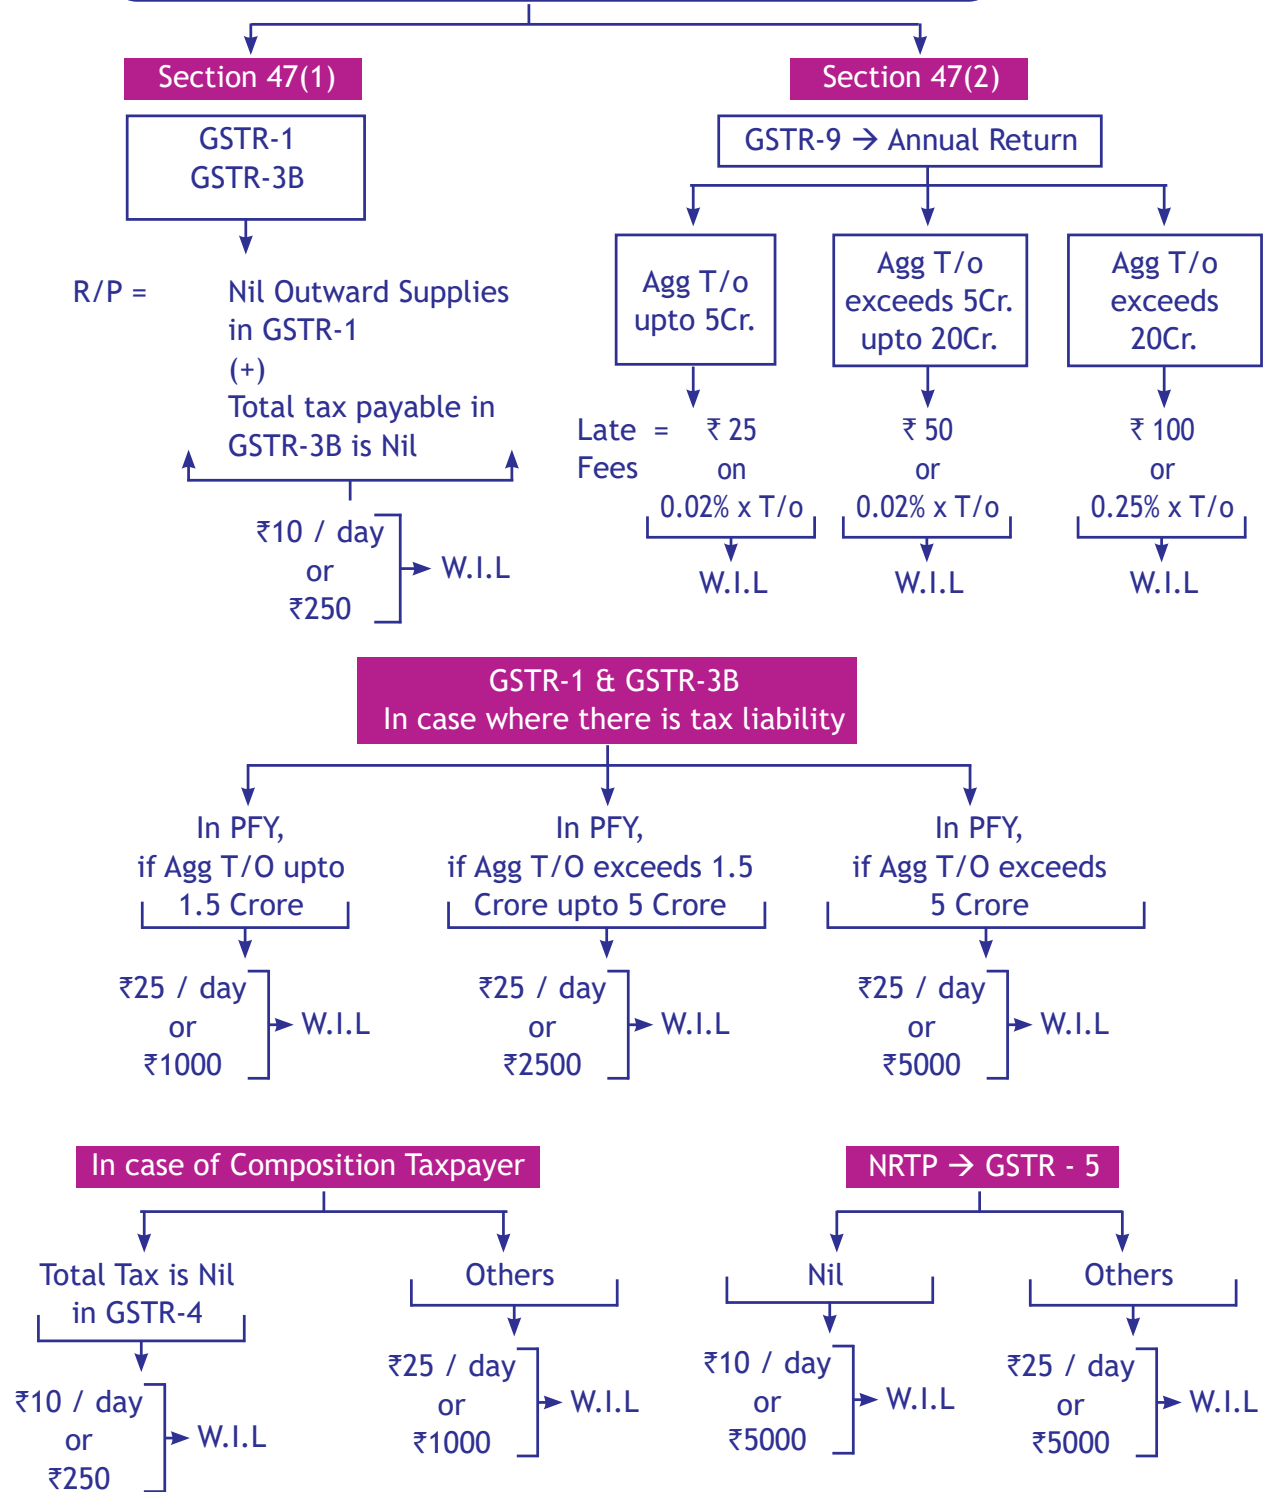 Section 47(1)
GSTR-1
GSTR-3B
R/P =
Nil Outward Supplies
in GSTR-1
(+)
Total tax payable in
GSTR-3B is Nil
₹10 / day
or
₹250
W.I.L
Section 47(2)
GSTR-9 → Annual Return
Agg T/o
upto 5Cr.
Agg T/o
exceeds 5Cr.
upto 20Cr.
Agg T/o
exceeds
20Cr.
Late =
Fees
₹ 25
on
0.02% x T/o
W.I.L
₹ 50
or
0.02% x T/o
W.I.L
₹ 100
or
0.25% x T/o
W.I.L
GSTR-1 & GSTR-3B
In case where there is tax liability
In PFY,
if Agg T/O upto
1.5 Crore
₹25 / day
or
₹1000
W.I.L
In PFY,
if Agg T/O exceeds 1.5
Crore upto 5 Crore
₹25 / day
or
₹2500
W.I.L
In PFY,
if Agg T/O exceeds
5 Crore
₹25 / day
or
₹5000
W.I.L
In case of Composition Taxpayer
Total Tax is Nil
in GSTR-4
₹10 / day
or
₹250
W.I.L
Others
₹25 / day
or
₹1000
W.I.L
NRTP → GSTR - 5
Nil
₹10 / day
or
₹5000
W.I.L
Others
₹25 / day
or
₹5000
W.I.L